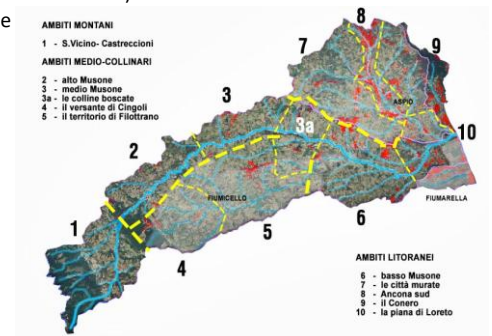 e
AMBITI MONTANI
1 - S.Vicino- Castreccioni
AMBITI MEDIO-COLLINARI
2 - alto Musone
3 - medio Musone
3a - le colline boscate
4 - il versante di Cingoli
5 - il territorio di Filottrano
8
7
9
3
ASPIO
3a
10
2
FIUMICELLO
FIUMARELLA
6
1
5
4
AMBITI LITORANEI
6 - basso Musone
7 - le città murate
8 - Ancona sud
9 - il Conero
10 - la piana di Loreto